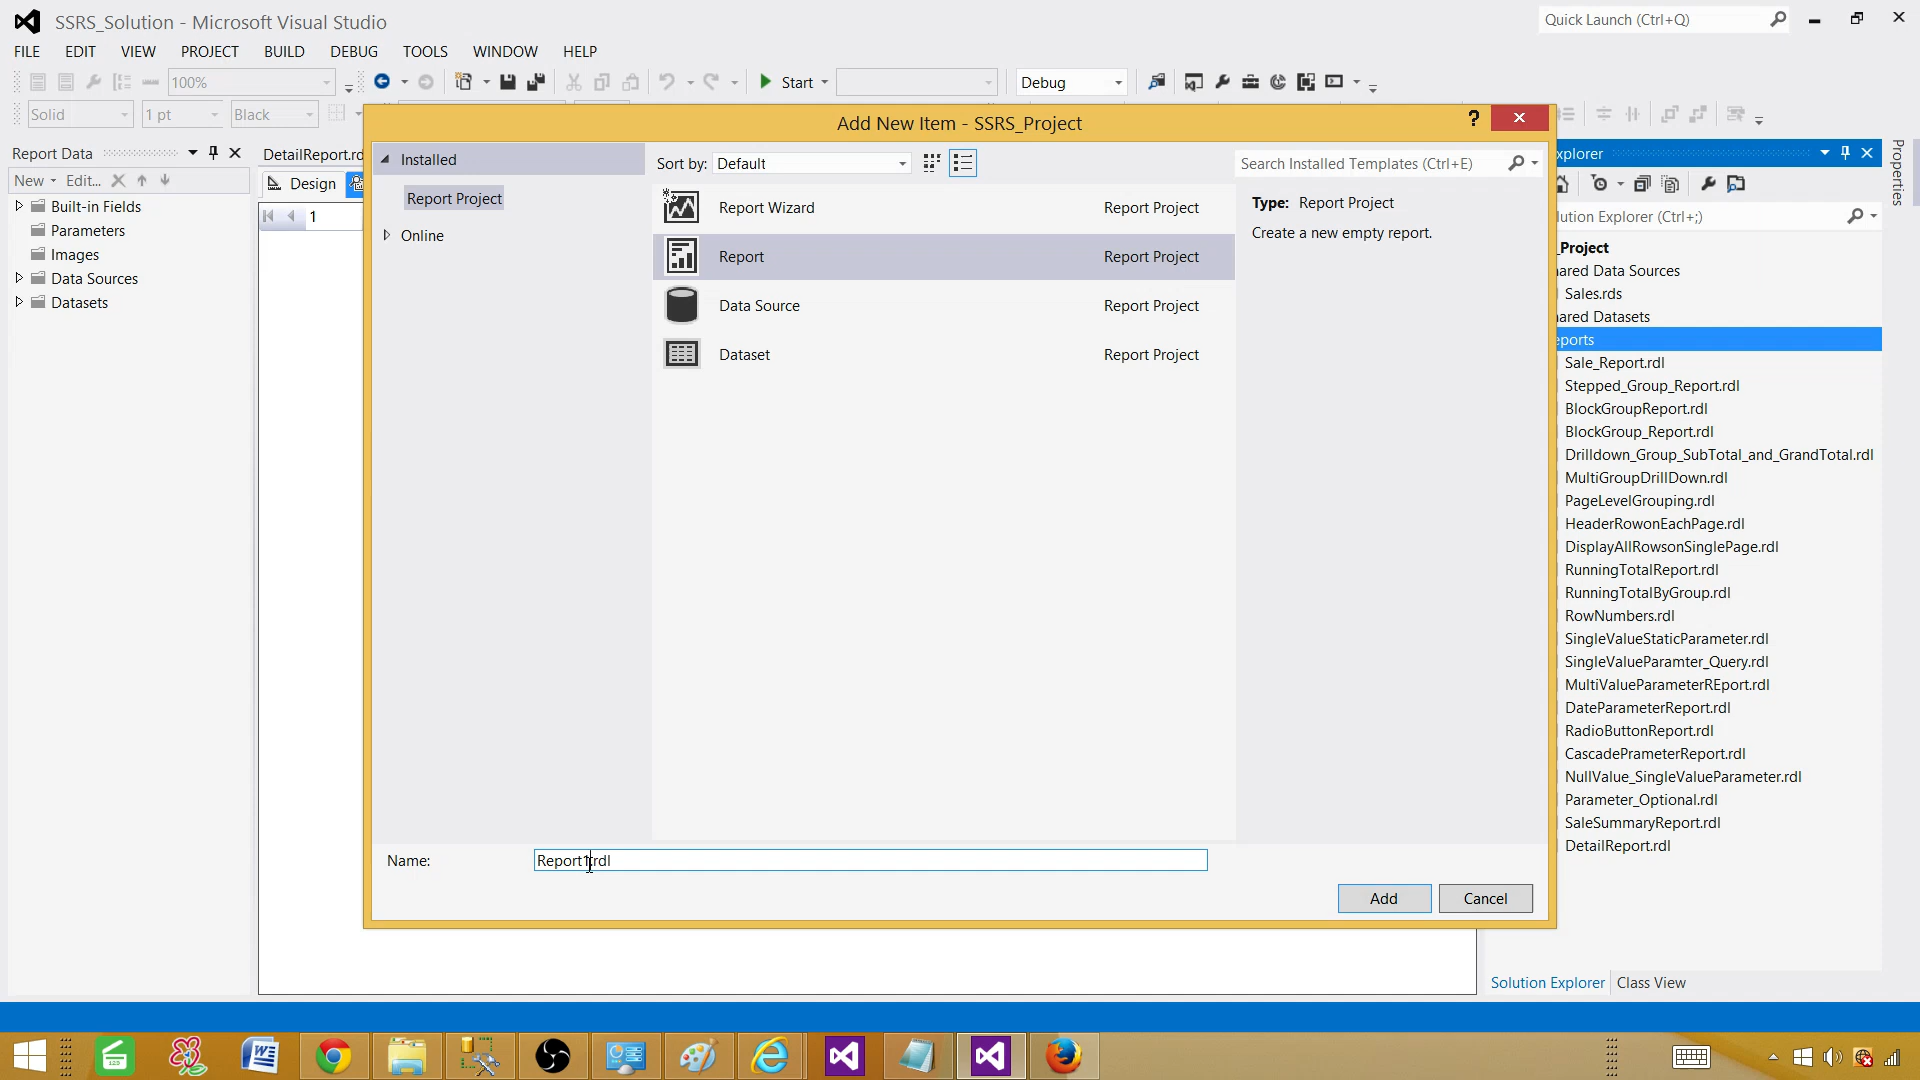 SSRS_Solution - Microsoft Visual Studio
Quick Launch (Ctrl+Q)
FILE EDIT VIEW PROJECT BUILD DEBUG TOOLS WINDOW HELP
100% Start Debug
Solid 1 pt Black
Add New Item - SSRS_Project
Report Data
DetailReport.rd
New Edit...
Design
1
Built-in Fields
Parameters
Images
Data Sources
Datasets
Installed
Report Project
Online
Sort by: Default
Search Installed Templates (Ctrl+E)
Report Wizard Report Project
Report Report Project
Data Source Report Project
Dataset Report Project
Type: Report Project
Create a new empty report.
Name: Report1.rdl
Add Cancel
xplorer
Properties
lution Explorer (Ctrl+;)
_Project
ared Data Sources
Sales.rds
ared Datasets
eports
Sale_Report.rdl
Stepped_Group_Report.rdl
BlockGroupReport.rdl
BlockGroup_Report.rdl
Drilldown_Group_SubTotal_and_GrandTotal.rdl
MultiGroupDrillDown.rdl
PageLevelGrouping.rdl
HeaderRowonEachPage.rdl
DisplayAllRowsonSinglePage.rdl
RunningTotalReport.rdl
RunningTotalByGroup.rdl
RowNumbers.rdl
SingleValueStaticParameter.rdl
SingleValueParamter_Query.rdl
MultiValueParameterREport.rdl
DateParameterReport.rdl
RadioButtonReport.rdl
CascadePrameterReport.rdl
NullValue_SingleValueParameter.rdl
Parameter_Optional.rdl
SaleSummaryReport.rdl
DetailReport.rdl
Solution Explorer Class View